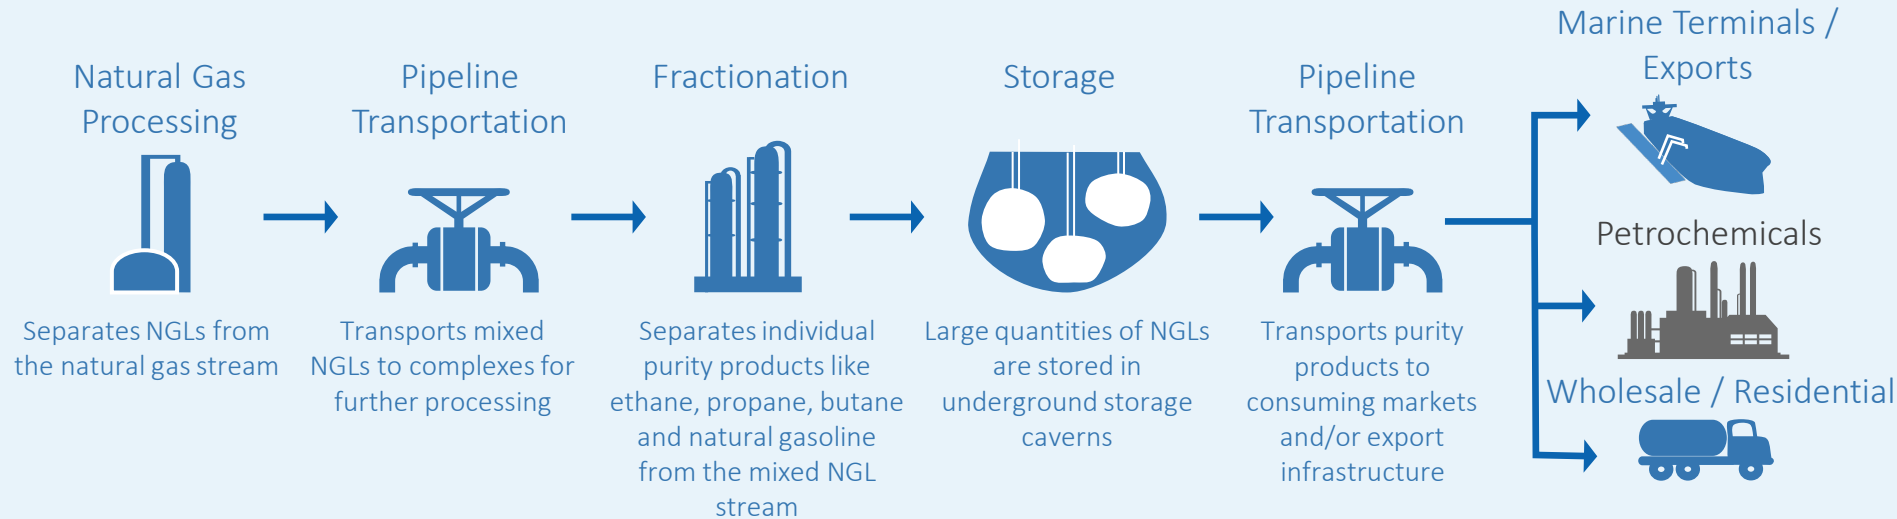 Natural Gas
Processing
Separates NGLs from
the natural gas stream
Pipeline
Transportation
Transports mixed
NGLs to complexes for
further processing
Fractionation
Separates individual
purity products like
ethane, propane, butane
and natural gasoline
from the mixed NGL
stream
Storage
Large quantities of NGLs
are stored in
underground storage
caverns
Pipeline
Transportation
Transports purity
products to
consuming markets
and/or export
infrastructure
Marine Terminals /
Exports
Petrochemicals
Wholesale / Residential